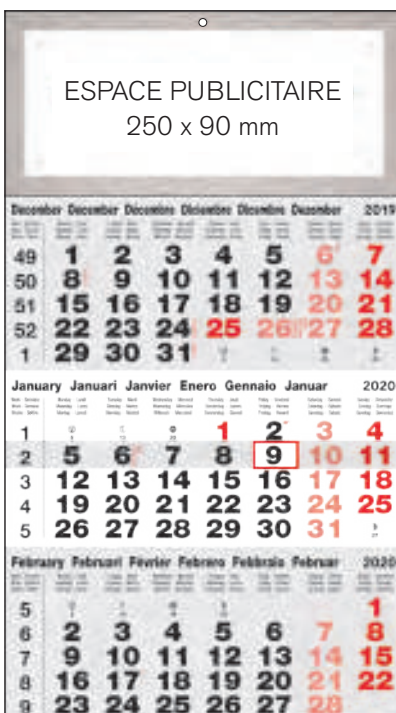 ESPACE PUBLICITAIRE
250 x 90 mm
December December Décembre Diciembre Dicembre Dezember 2019
49 1 2 3 4 5 6 7
50 8 9 10 11 12 13 14
51 15 16 17 18 19 20 21
52 22 23 24 25 26 27 28
1 29 30 31
January Januari Janvier Enero Gennaio Januar 2020
1 1 2 3 4
2 5 6 7 8 9 10 11
3 12 13 14 15 16 17 18
4 19 20 21 22 23 24 25
5 26 27 28 29 30 31
February Februari Février Febrero Febbraio Februar 2020
5 1
6 2 3 4 5 6 7 8
7 9 10 11 12 13 14 15
8 16 17 18 19 20 21 22
9 23 24 25 26 27 28